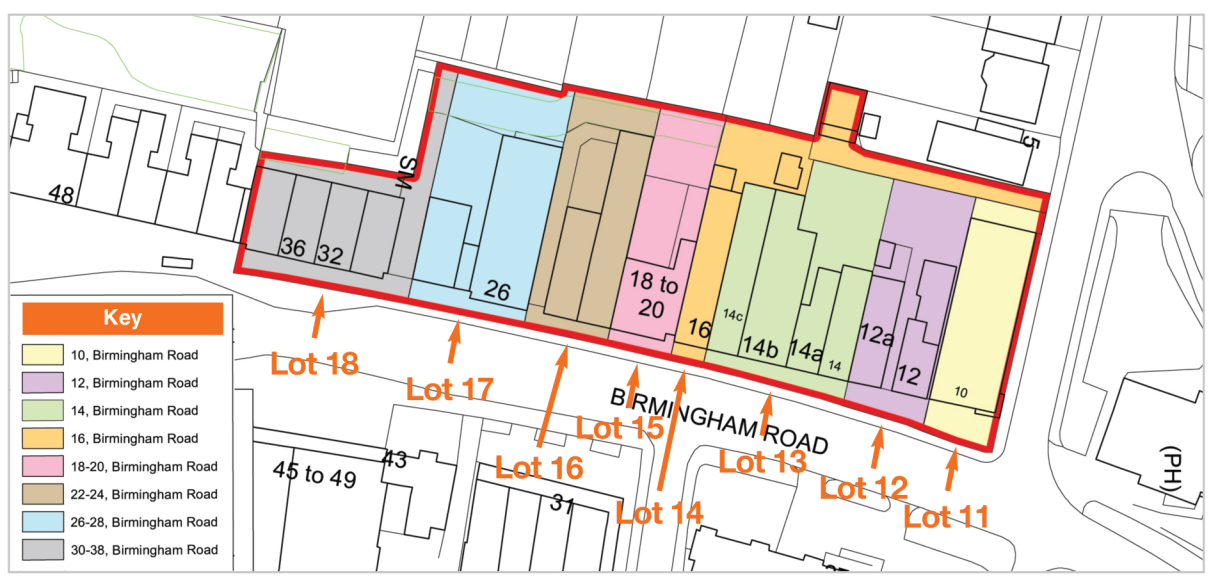 5
48
SM
36
32
26
18 to
20
16
14c
14b
14a
14
12a
12
10
Key
10, Birmingham Road
12, Birmingham Road
14, Birmingham Road
16, Birmingham Road
18-20, Birmingham Road
22-24, Birmingham Road
26-28, Birmingham Road
30-38, Birmingham Road
Lot 18
Lot 17
Lot 16
Lot 15
Lot 14
Lot 13
Lot 12
Lot 11
BIRMINGHAM ROAD
45 to 49
43
31
(PH)